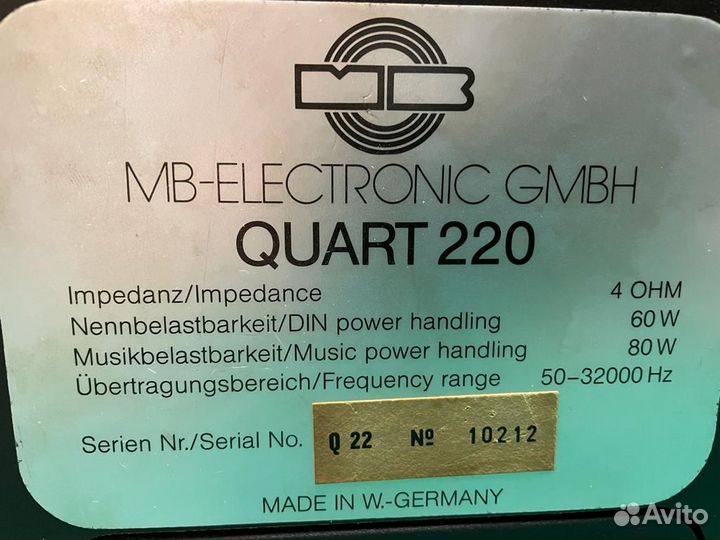 MB
MB-ELECTRONIC GMBH
QUART 220
Impedanz/Impedance 4 OHM
Nennbelastbarkeit/DIN power handling 60 W
Musikbelastbarkeit/Music power handling 80 W
Übertragungsbereich/Frequency range 50–32000 Hz
Serien Nr./Serial No. Q 22 № 10212
MADE IN W.-GERMANY
Avito